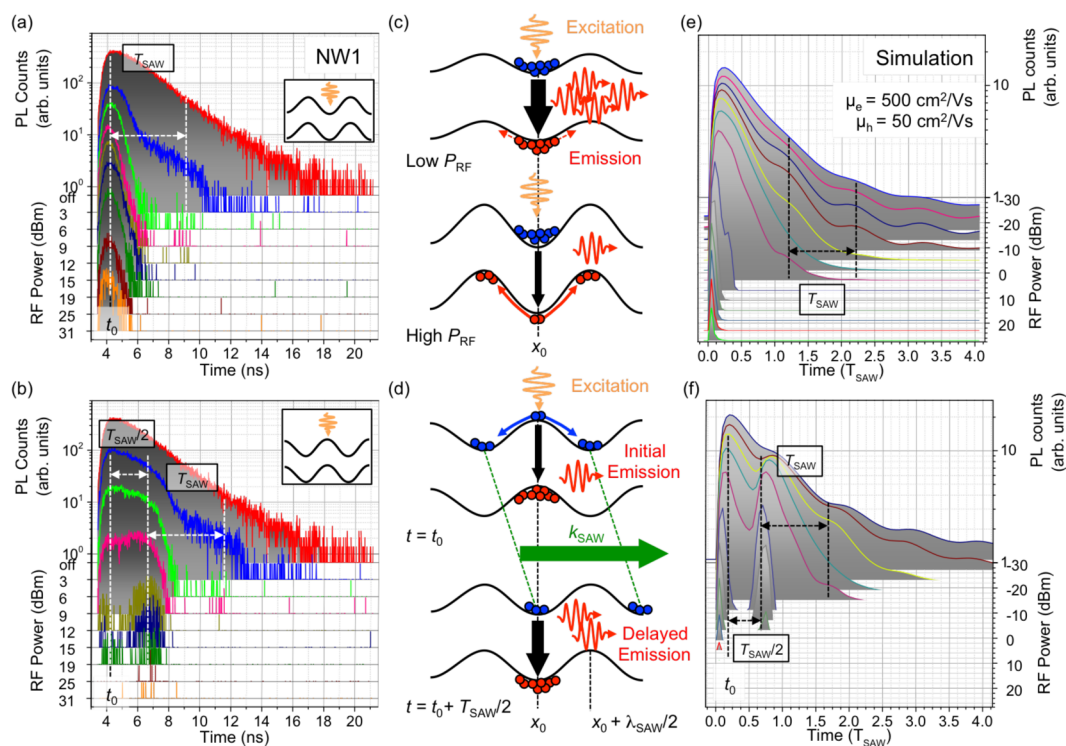 (a)
PL Counts
(arb. units)
10²
10¹
10⁰
off
3
6
9
12
15
19
25
31
RF Power (dBm)
T_SAW
NW1
t₀
4 6 8 10 12 14 16 18 20
Time (ns)
(b)
PL Counts
(arb. units)
10²
10¹
10⁰
off
3
6
9
12
15
19
25
31
RF Power (dBm)
T_SAW/2
T_SAW
t₀
4 6 8 10 12 14 16 18 20
Time (ns)
(c)
Excitation
Low P_RF
Emission
High P_RF
x₀
(d)
Excitation
Initial
Emission
t = t₀
k_SAW
Delayed
Emission
t = t₀ + T_SAW/2
x₀
x₀ + λ_SAW/2
(e)
Simulation
μₑ = 500 cm²/Vs
μₕ = 50 cm²/Vs
PL counts
(arb. units)
10
1
-30
-20
-10
0
10
20
RF Power (dBm)
T_SAW
0.0 0.5 1.0 1.5 2.0 2.5 3.0 3.5 4.0
Time (T_SAW)
(f)
PL counts
(arb. units)
10
1
-30
-20
-10
0
10
20
RF Power (dBm)
T_SAW
T_SAW/2
t₀
0.0 0.5 1.0 1.5 2.0 2.5 3.0 3.5 4.0
Time (T_SAW)